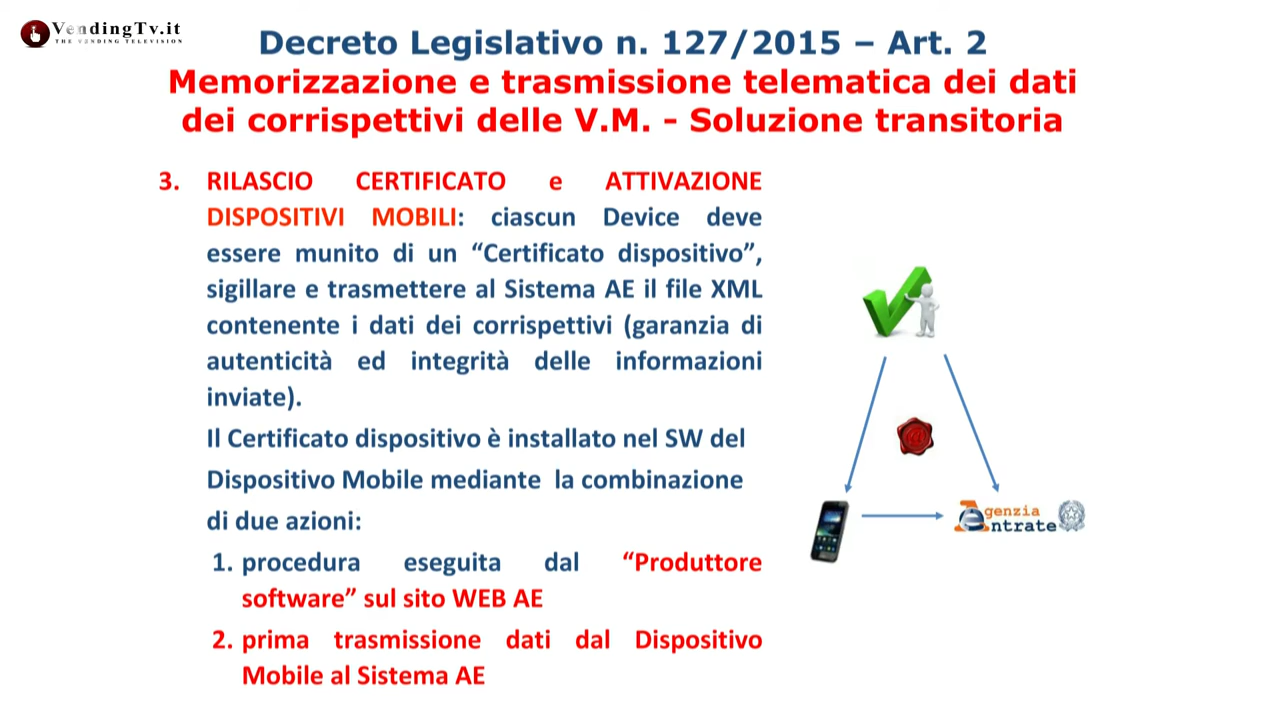 VendingTv.it
THE VENDING TELEVISION
Decreto Legislativo n. 127/2015 – Art. 2
Memorizzazione e trasmissione telematica dei dati
dei corrispettivi delle V.M. - Soluzione transitoria
3. RILASCIO CERTIFICATO e ATTIVAZIONE
DISPOSITIVI MOBILI: ciascun Device deve
essere munito di un “Certificato dispositivo”,
sigillare e trasmettere al Sistema AE il file XML
contenente i dati dei corrispettivi (garanzia di
autenticità ed integrità delle informazioni
inviate).
Il Certificato dispositivo è installato nel SW del
Dispositivo Mobile mediante la combinazione
di due azioni:
1. procedura eseguita dal “Produttore
software” sul sito WEB AE
2. prima trasmissione dati dal Dispositivo
Mobile al Sistema AE
@
Agenzia
Entrate